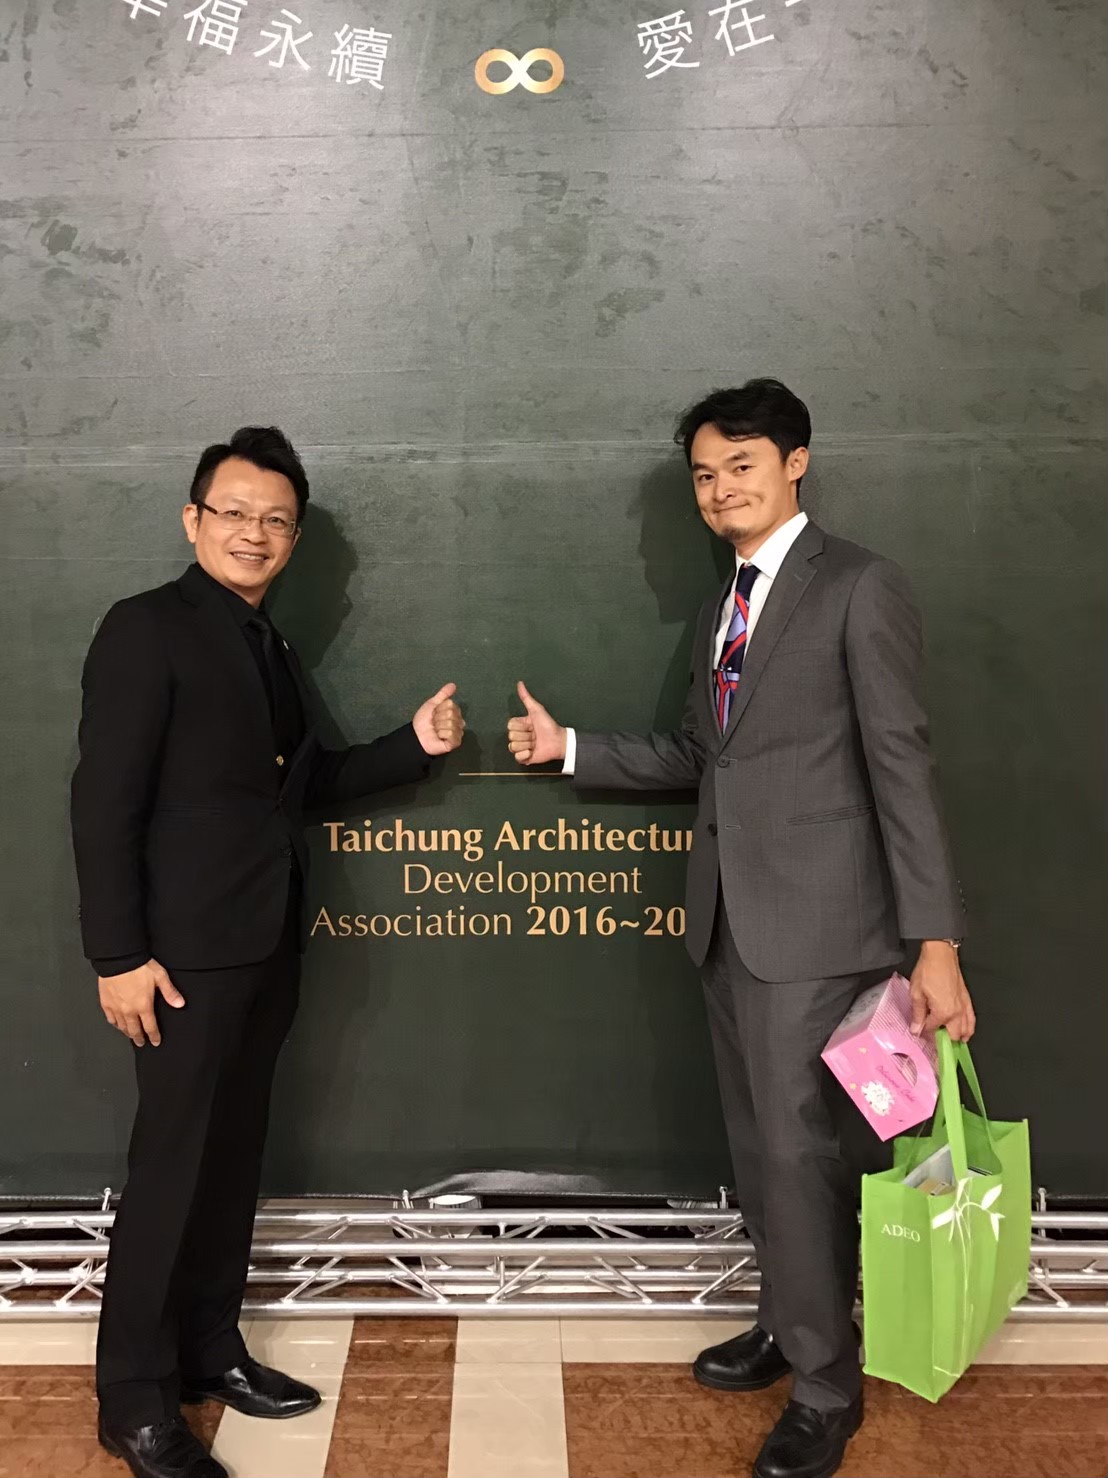 福永續
愛在
Taichung Architectur
Development
Association 2016~20
ADEO